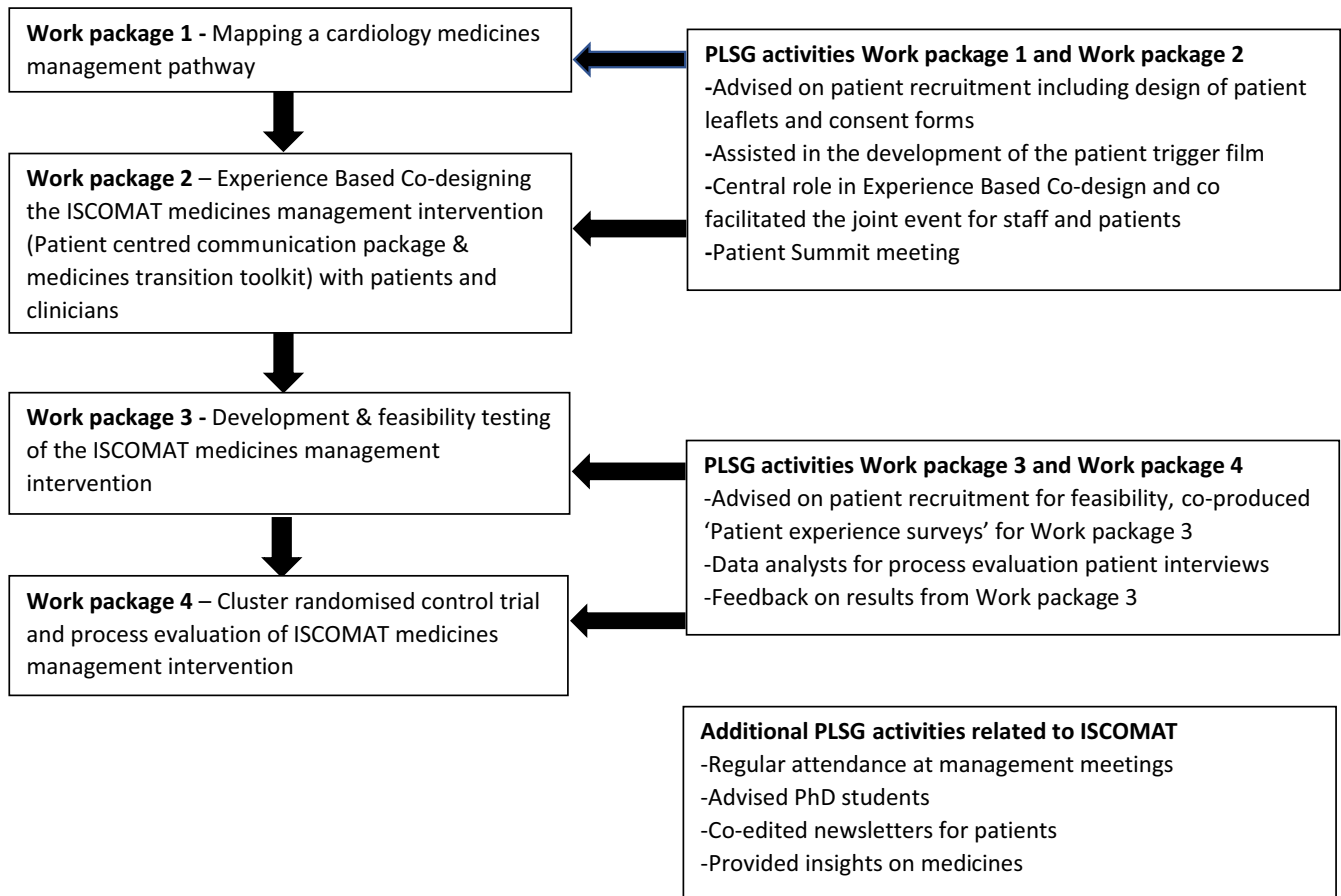 Work package 1 - Mapping a cardiology medicines
management pathway
Work package 2 – Experience Based Co-designing
the ISCOMAT medicines management intervention
(Patient centred communication package &
medicines transition toolkit) with patients and
clinicians
Work package 3 - Development & feasibility testing
of the ISCOMAT medicines management
intervention
Work package 4 – Cluster randomised control trial
and process evaluation of ISCOMAT medicines
management intervention
PLSG activities Work package 1 and Work package 2
-Advised on patient recruitment including design of patient
leaflets and consent forms
-Assisted in the development of the patient trigger film
-Central role in Experience Based Co-design and co
facilitated the joint event for staff and patients
-Patient Summit meeting
PLSG activities Work package 3 and Work package 4
-Advised on patient recruitment for feasibility, co-produced
‘Patient experience surveys’ for Work package 3
-Data analysts for process evaluation patient interviews
-Feedback on results from Work package 3
Additional PLSG activities related to ISCOMAT
-Regular attendance at management meetings
-Advised PhD students
-Co-edited newsletters for patients
-Provided insights on medicines